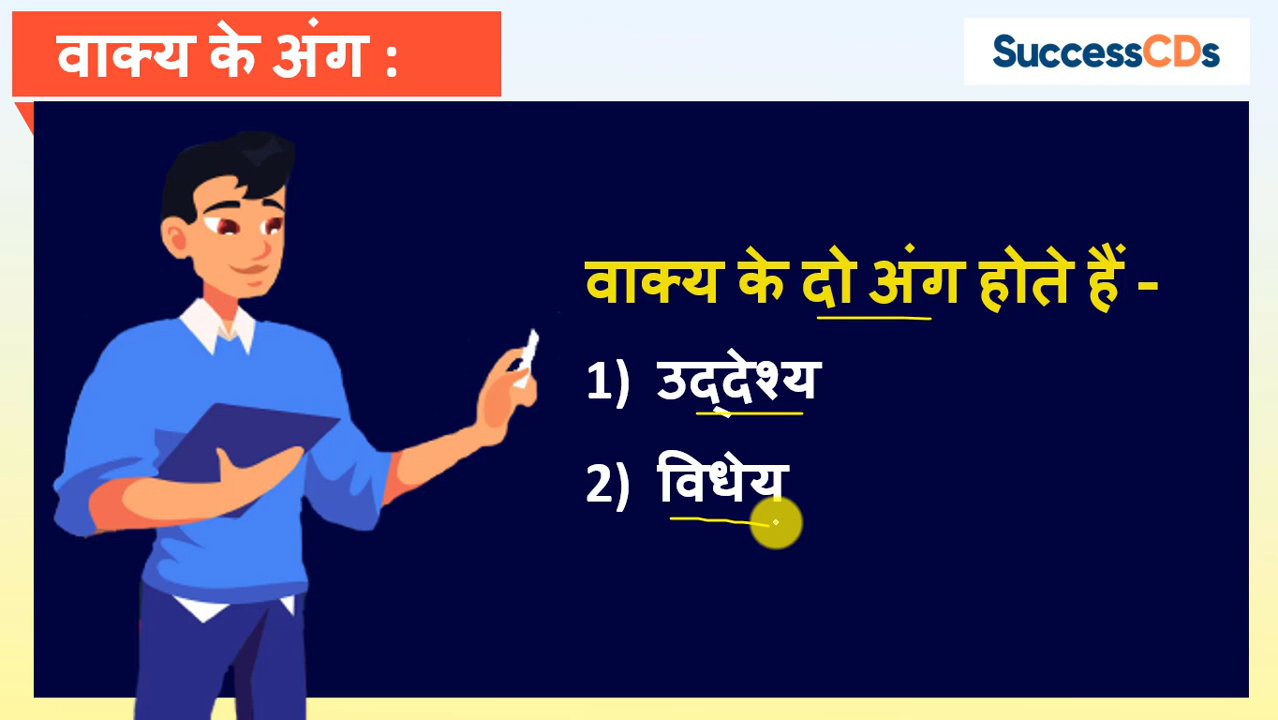 वाक्य के अंग :
SuccessCDs
वाक्य के दो अंग होते हैं -
1) उद्देश्य
2) विधेय